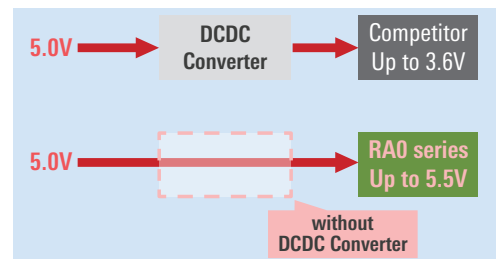 5.0V
DCDC
Converter
Competitor
Up to 3.6V
5.0V
RA0 series
Up to 5.5V
without
DCDC Converter